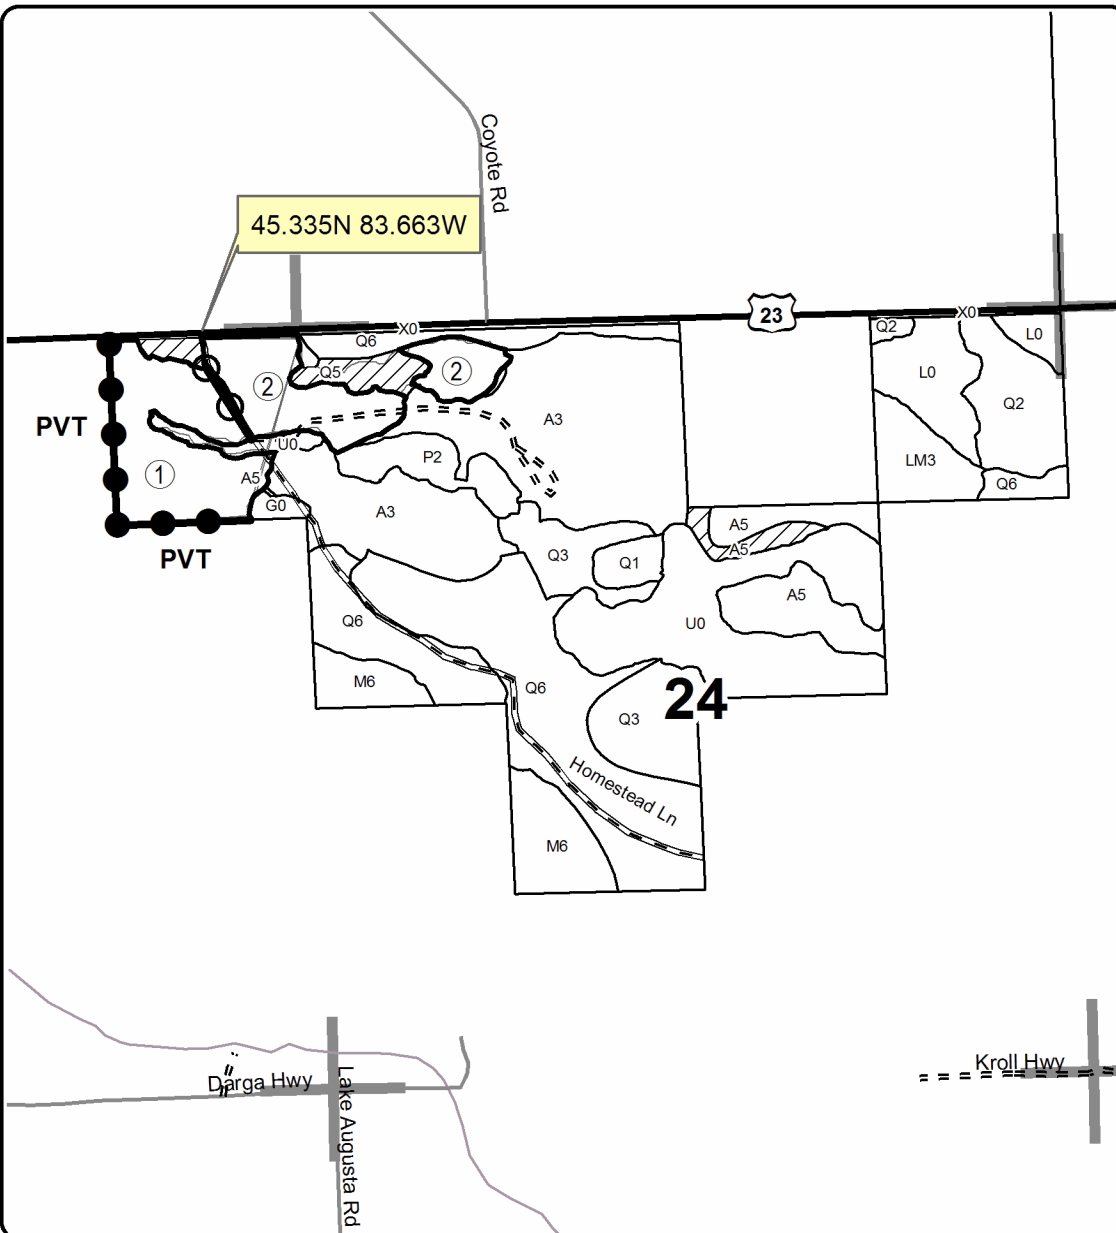 Coyote Rd
45.335N 83.663W
23
X0
X0
Q6
Q2
L0
L0
Q5
2
2
A3
Q2
PVT
U0
P2
LM3
1
A5
Q6
G0
A3
A5
A5
PVT
Q3
Q1
A5
Q6
U0
M6
Q6
24
Q3
Homestead Ln
M6
Darga Hwy
Lake Augusta Rd
Kroll Hwy